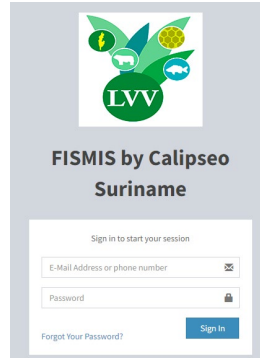 LVV
FISMIS by Calipseo
Suriname
Sign in to start your session
E-Mail Address or phone number
Password
Forgot Your Password?
Sign In